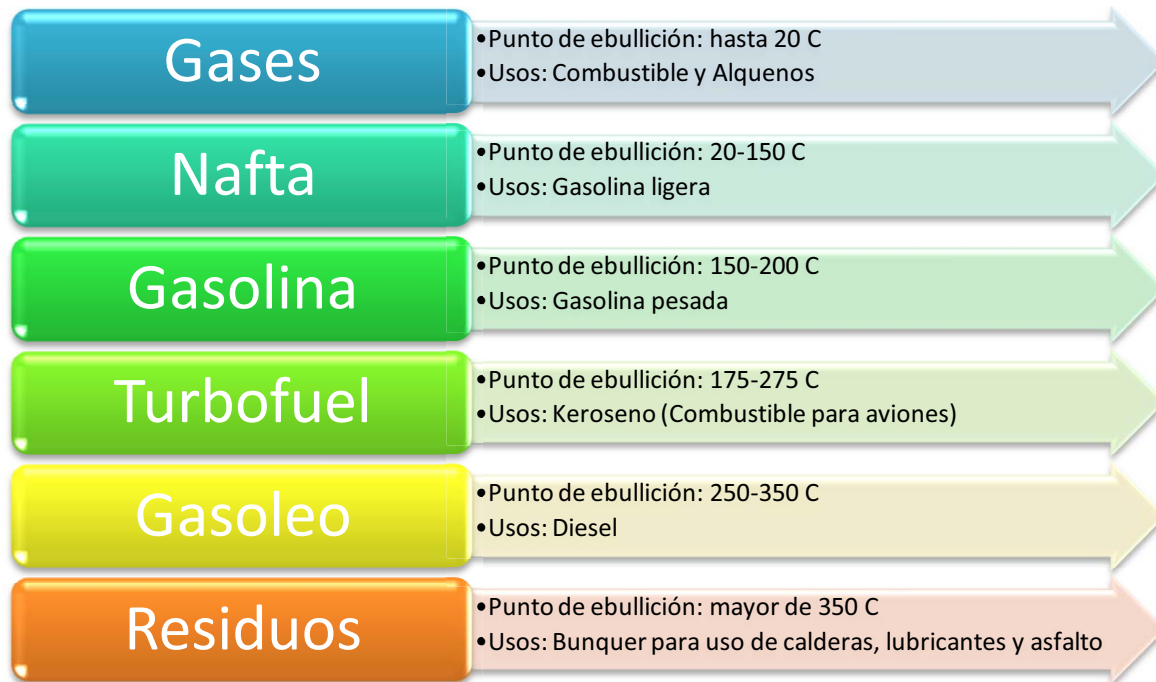 Gases
•Punto de ebullición: hasta 20 C
•Usos: Combustible y Alquenos
Nafta
•Punto de ebullición: 20-150 C
•Usos: Gasolina ligera
Gasolina
•Punto de ebullición: 150-200 C
•Usos: Gasolina pesada
Turbofuel
•Punto de ebullición: 175-275 C
•Usos: Keroseno (Combustible para aviones)
Gasoleo
•Punto de ebullición: 250-350 C
•Usos: Diesel
Residuos
•Punto de ebullición: mayor de 350 C
•Usos: Bunquer para uso de calderas, lubricantes y asfalto